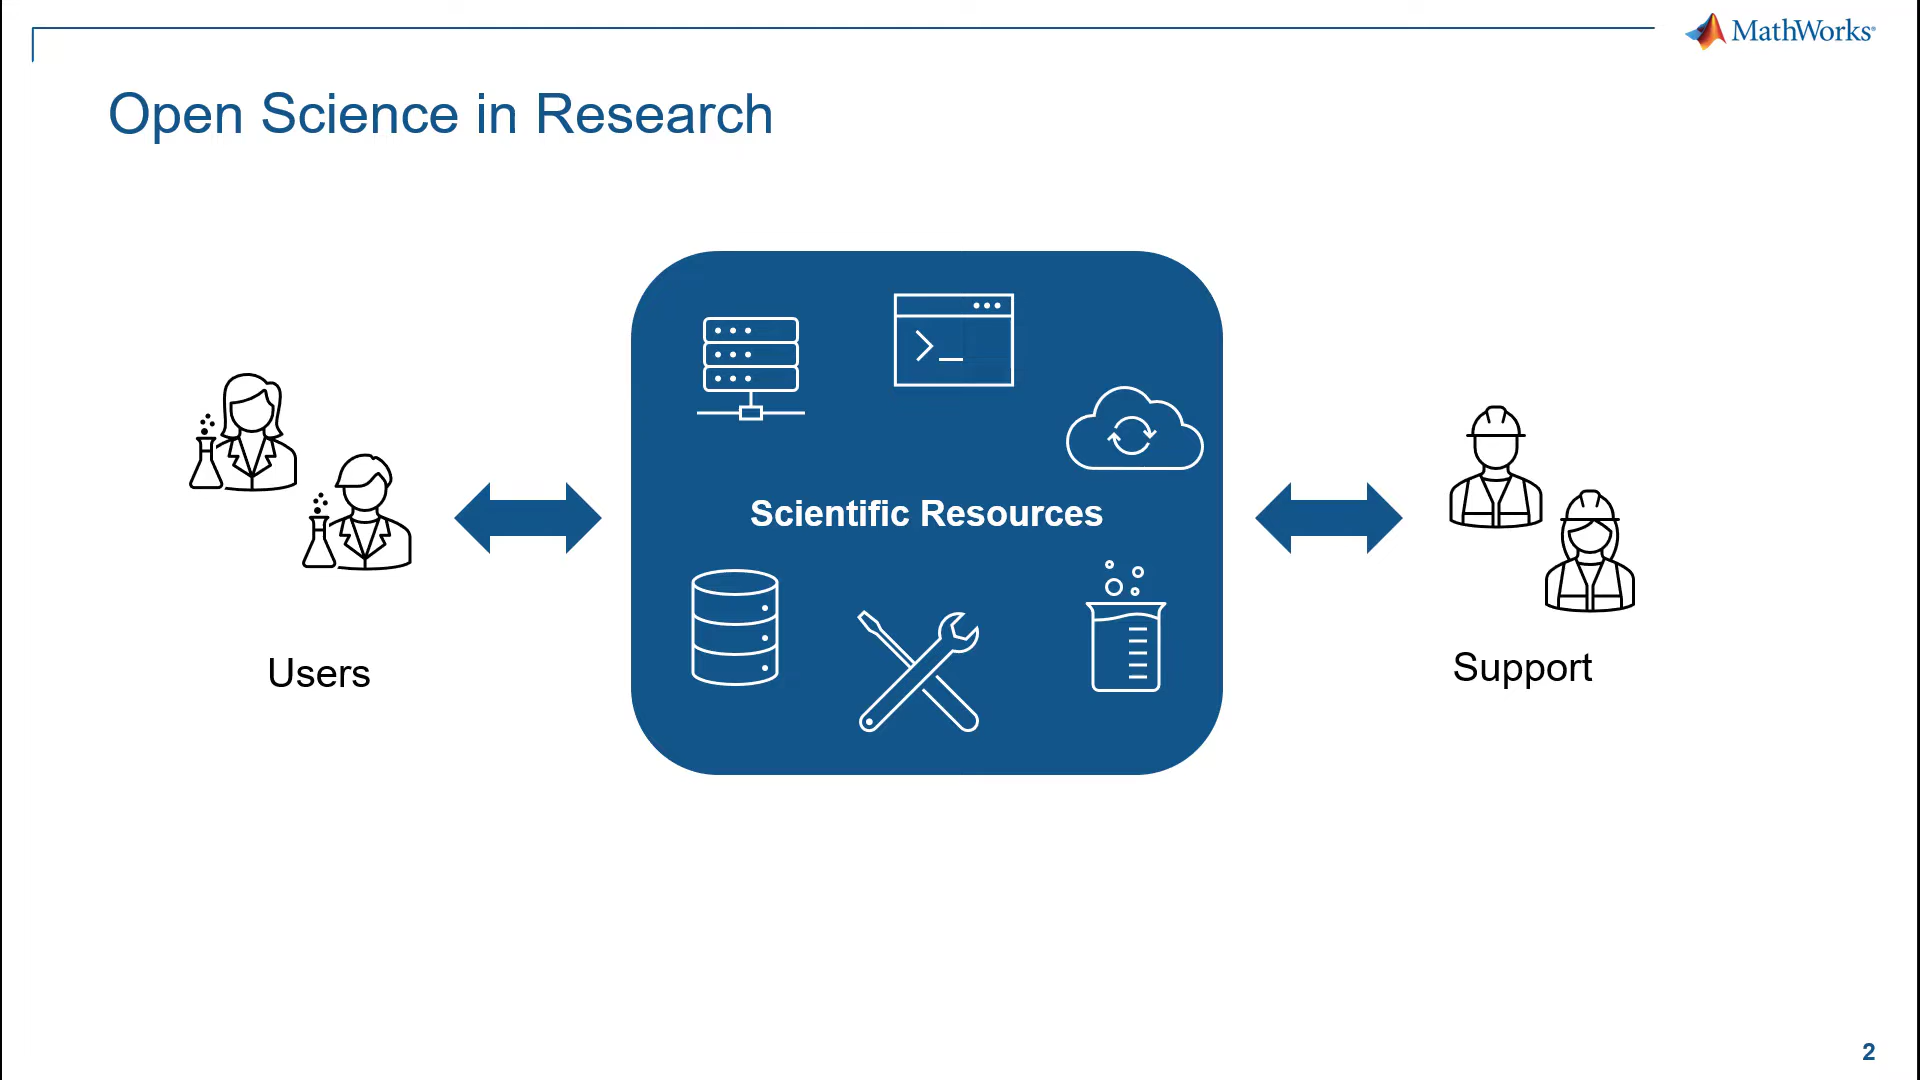 MathWorks®
Open Science in Research
>_
Scientific Resources
Users
Support
2